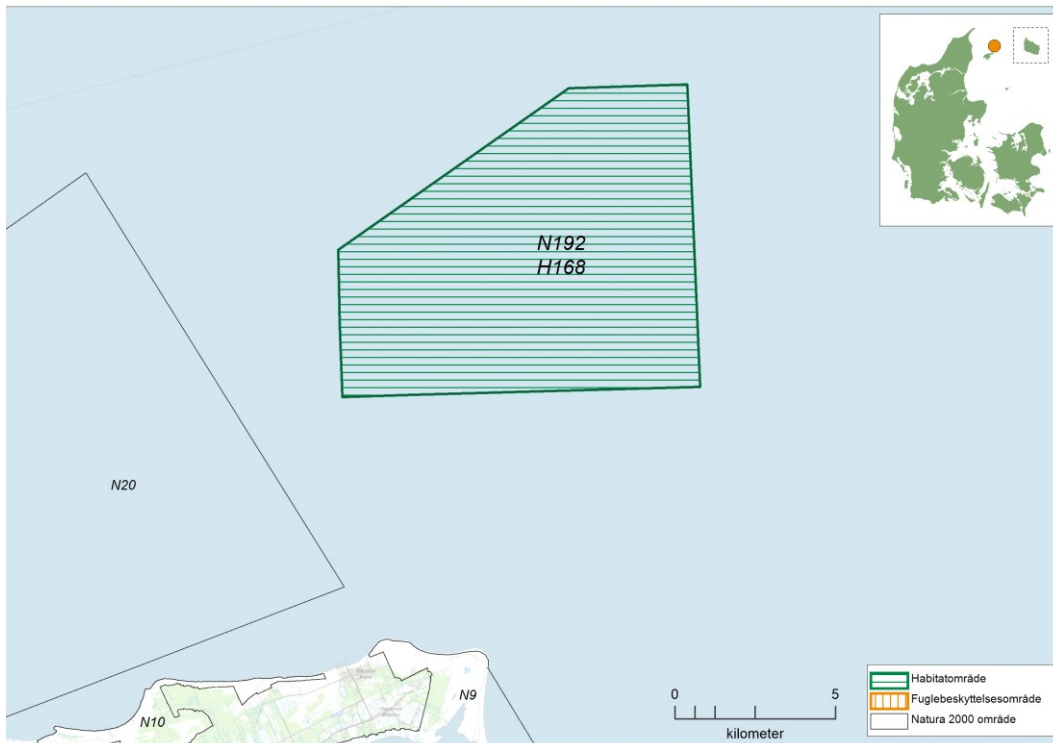 N192
H168
N20
N10
N9
0 5
kilometer
Habitatområde
Fuglebeskyttelsesområde
Natura 2000 område